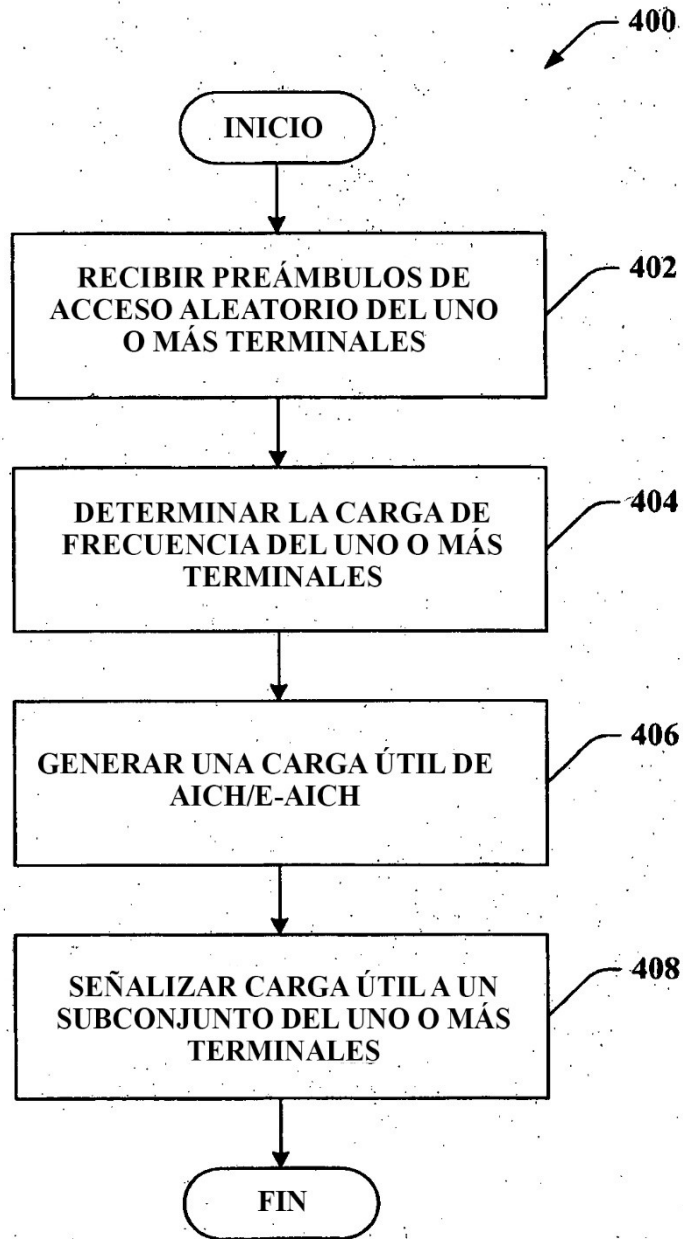 400
INICIO
RECIBIR PREÁMBULOS DE
ACCESO ALEATORIO DEL UNO
O MÁS TERMINALES
402
DETERMINAR LA CARGA DE
FRECUENCIA DEL UNO O MÁS
TERMINALES
404
GENERAR UNA CARGA ÚTIL DE
AICH/E-AICH
406
SEÑALIZAR CARGA ÚTIL A UN
SUBCONJUNTO DEL UNO O MÁS
TERMINALES
408
FIN